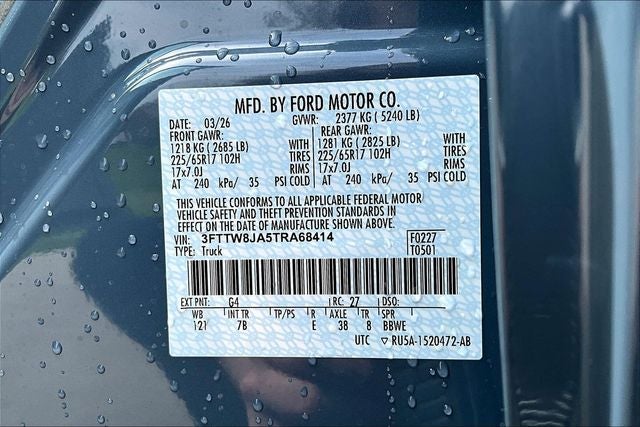 MFD. BY FORD MOTOR CO.
DATE: 03/26 GVWR: 2377 KG ( 5240 LB)
FRONT GAWR: REAR GAWR:
1218 KG ( 2685 LB) WITH 1281 KG ( 2825 LB) WITH
225/65R17 102H TIRES 225/65R17 102H TIRES
17x7.0J RIMS 17x7.0J RIMS
AT 240 kPa/ 35 PSI COLD AT 240 kPa/ 35 PSI COLD
THIS VEHICLE CONFORMS TO ALL APPLICABLE FEDERAL MOTOR
VEHICLE SAFETY AND THEFT PREVENTION STANDARDS IN
EFFECT ON THE DATE OF MANUFACTURE SHOWN ABOVE.
VIN: 3FTTW8JA5TRA68414 F0227
TYPE: Truck T0501
EXT PNT: G4 RC: 27 DSO:
WB INT TR TP/PS R AXLE TR SPR
121 7B E 38 8 BBWE
UTC RU5A-1520472-AB